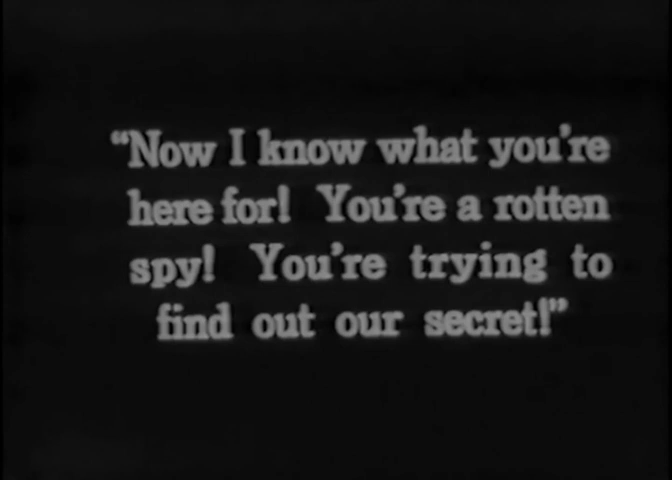 “Now I know what you’re
here for! You’re a rotten
spy! You’re trying to
find out our secret!”